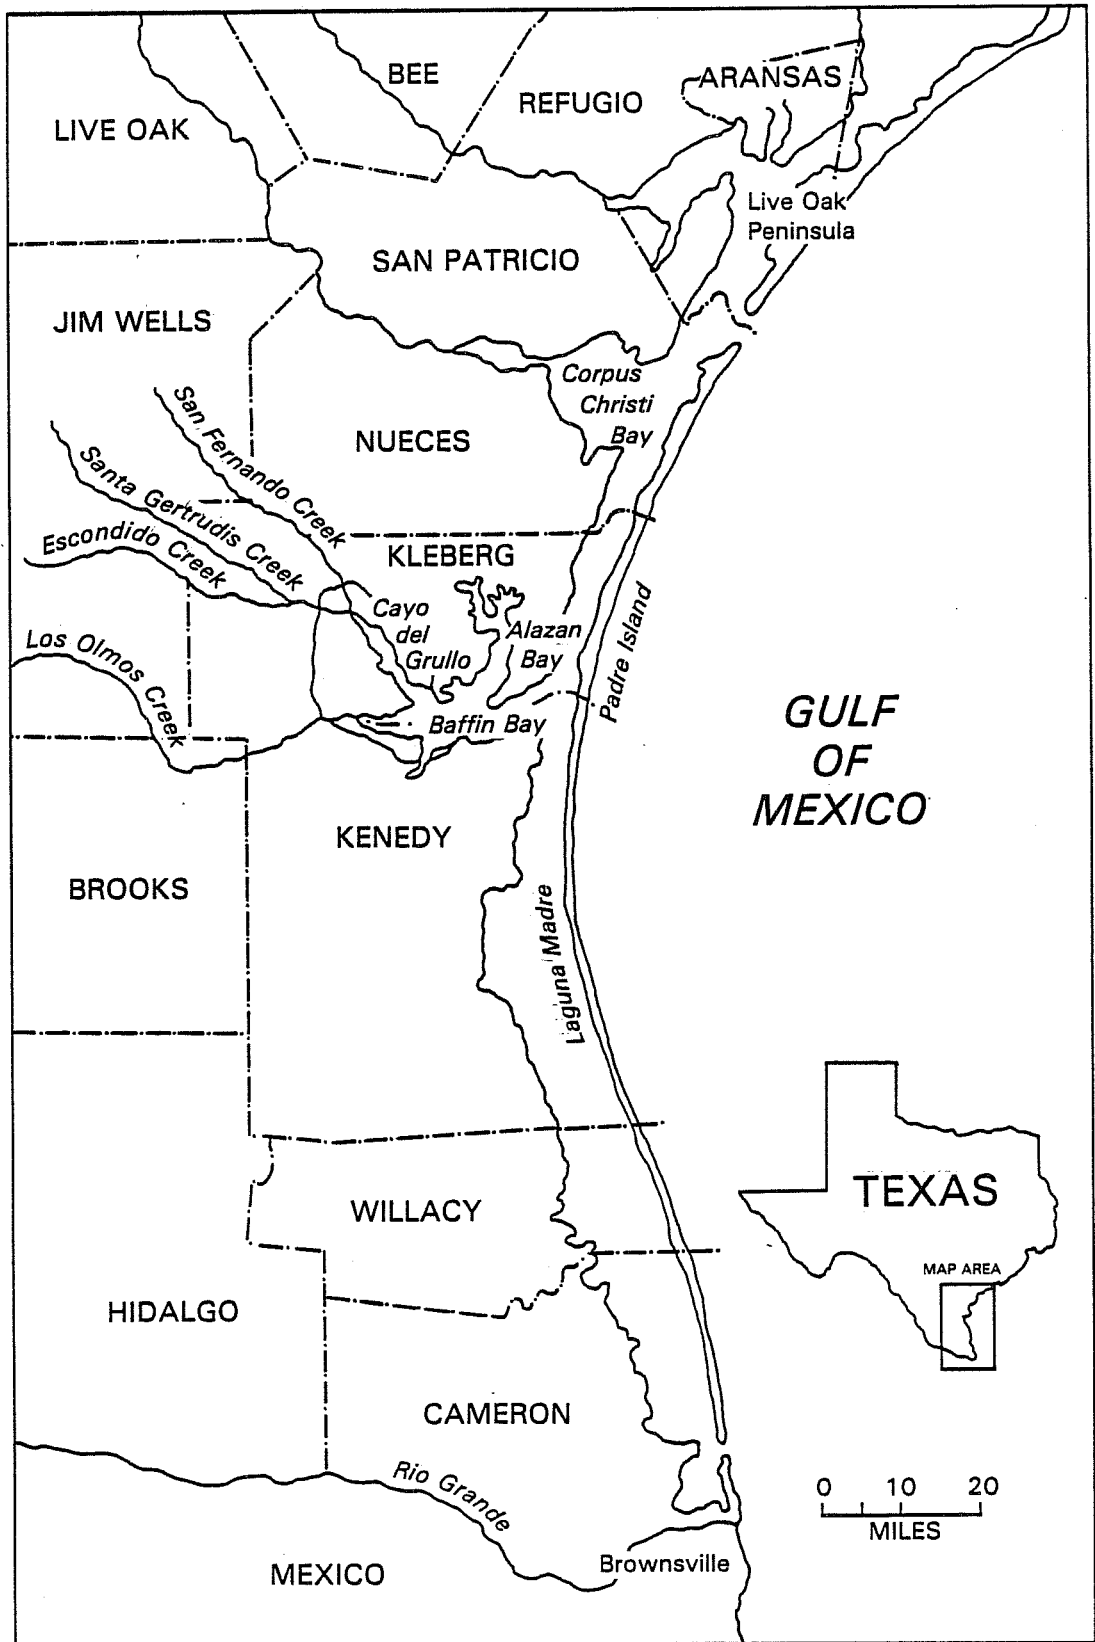 BEE
ARANSAS
REFUGIO
LIVE OAK
Live Oak
Peninsula
SAN PATRICIO
JIM WELLS
Corpus
Christi
Bay
San Fernando Creek
NUECES
Santa Gertrudis Creek
Escondido Creek
KLEBERG
Cayo
del
Grullo
Alazan
Bay
Padre Island
Los Olmos Creek
Baffin Bay
GULF
OF
MEXICO
KENEDY
BROOKS
Laguna Madre
TEXAS
WILLACY
MAP AREA
HIDALGO
CAMERON
Rio Grande
0 10 20
MILES
Brownsville
MEXICO